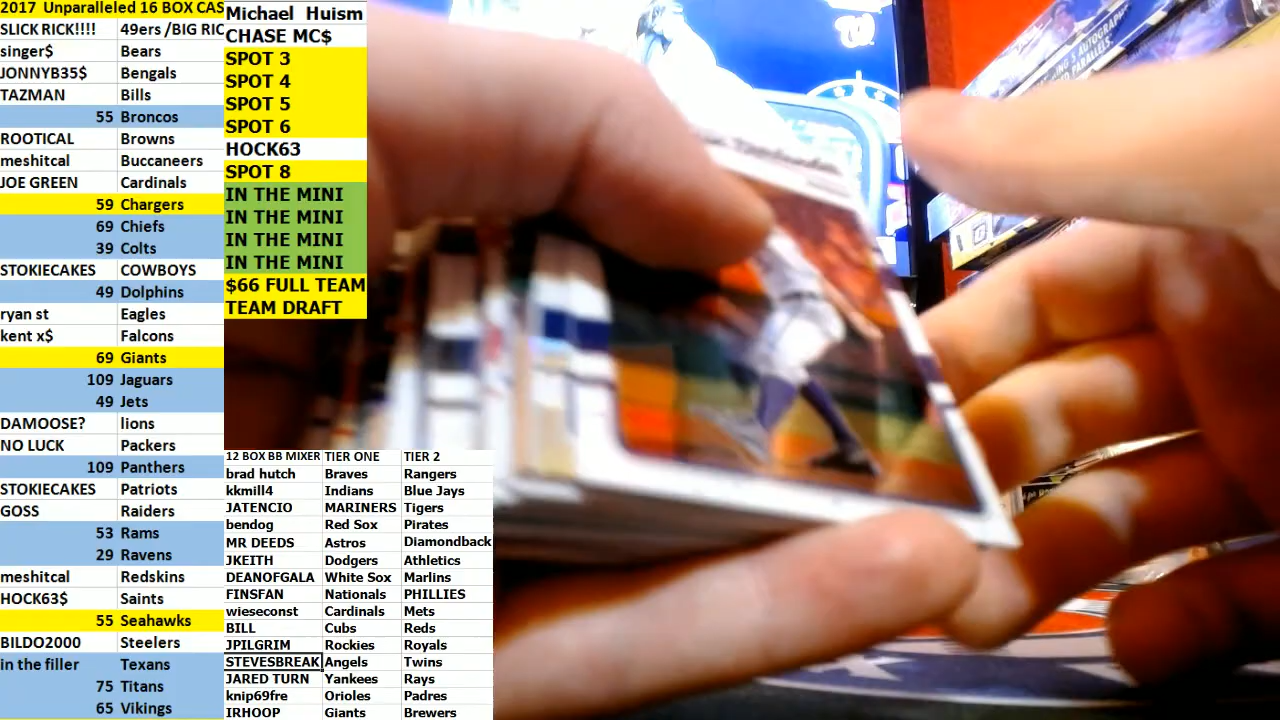 2017 Unparalleled 16 BOX CAS
SLICK RICK!!!! 49ers /BIG RIC
singer$ Bears
JONNYB35$ Bengals
TAZMAN Bills
55 Broncos
ROOTICAL Browns
meshitcal Buccaneers
JOE GREEN Cardinals
59 Chargers
69 Chiefs
39 Colts
STOKIECAKES COWBOYS
49 Dolphins
ryan st Eagles
kent x$ Falcons
69 Giants
109 Jaguars
49 Jets
DAMOOSE? lions
NO LUCK Packers
109 Panthers
STOKIECAKES Patriots
GOSS Raiders
53 Rams
29 Ravens
meshitcal Redskins
HOCK63$ Saints
55 Seahawks
BILDO2000 Steelers
in the filler Texans
75 Titans
65 Vikings
Michael Huism
CHASE MC$
SPOT 3
SPOT 4
SPOT 5
SPOT 6
HOCK63
SPOT 8
IN THE MINI
IN THE MINI
IN THE MINI
IN THE MINI
$66 FULL TEAM
TEAM DRAFT
12 BOX BB MIXER TIER ONE TIER 2
brad hutch Braves Rangers
kkmill4 Indians Blue Jays
JATENCIO MARINERS Tigers
bendog Red Sox Pirates
MR DEEDS Astros Diamondback
JKEITH Dodgers Athletics
DEANOFGALA White Sox Marlins
FINSFAN Nationals PHILLIES
wieseconst Cardinals Mets
BILL Cubs Reds
JPILGRIM Rockies Royals
STEVESBREAK Angels Twins
JARED TURN Yankees Rays
knip69fre Orioles Padres
IRHOOP Giants Brewers
AUTOGRAPH
PARALLELS.